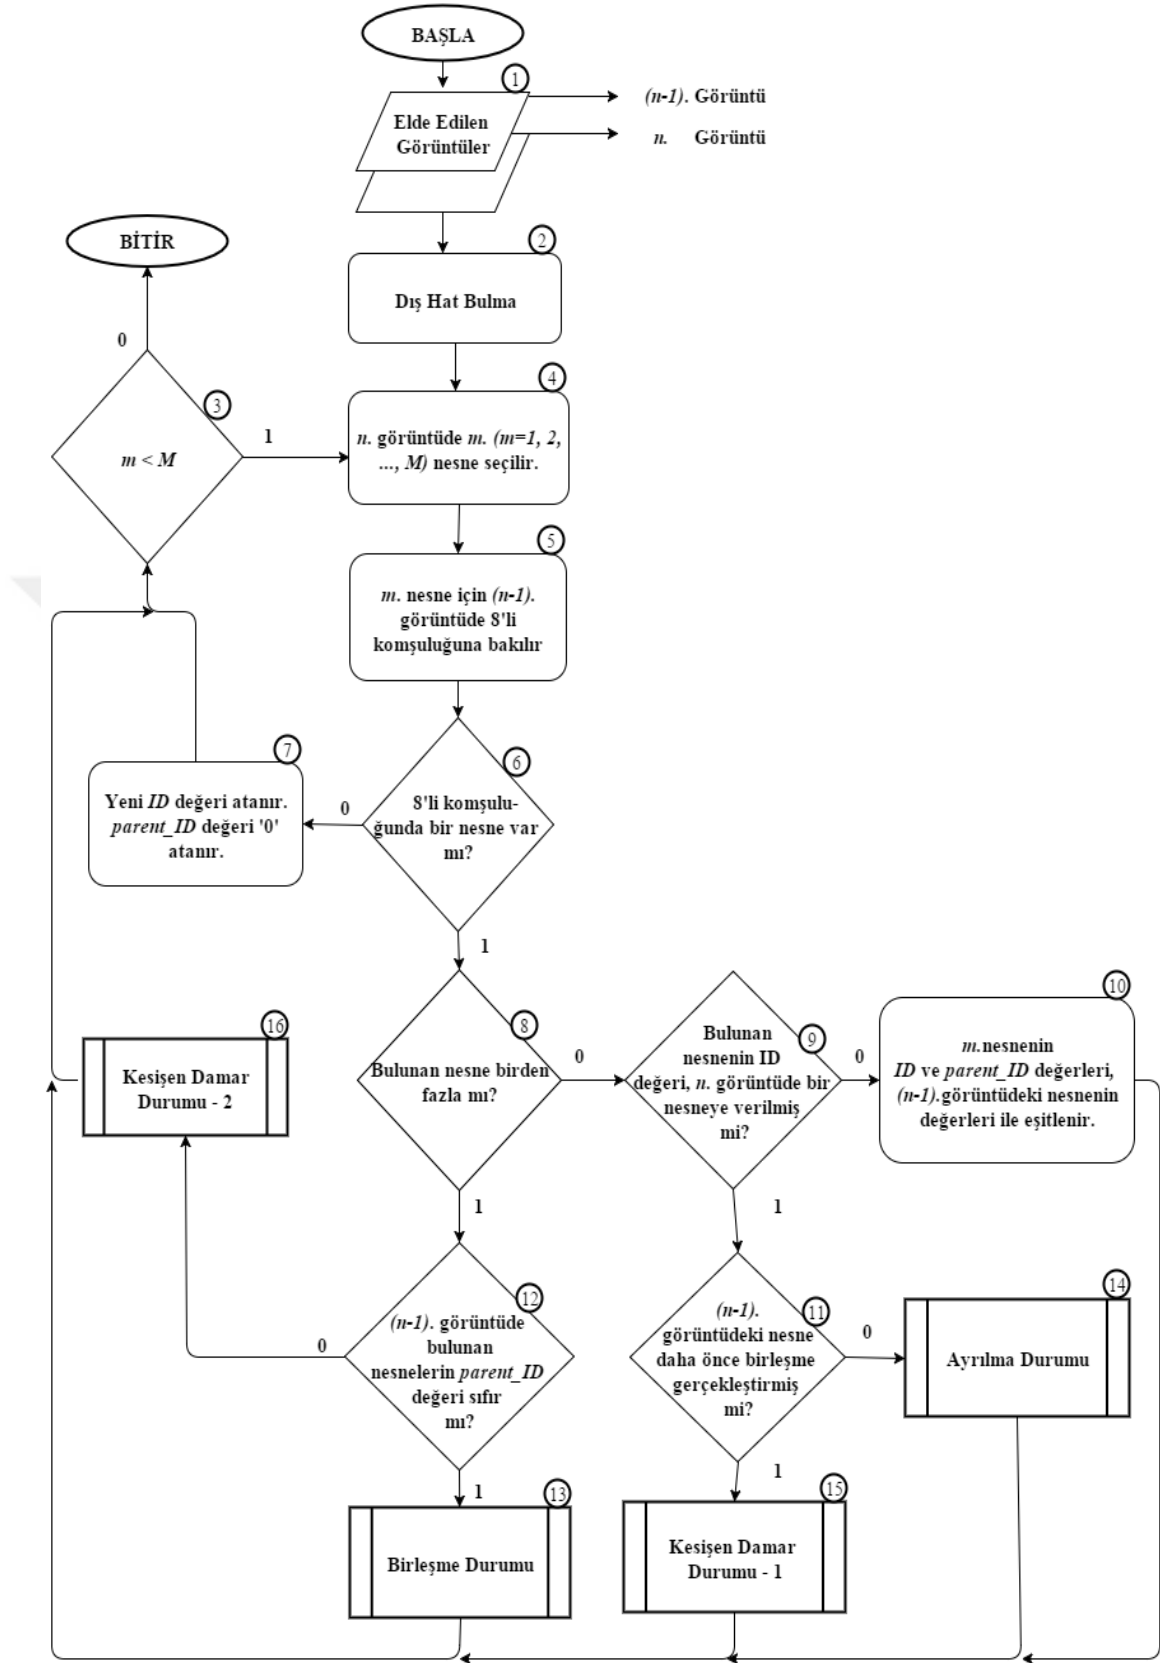 BAŞLA
1
Elde Edilen
Görüntüler
(n-1). Görüntü
n. Görüntü
BİTİR
2
Dış Hat Bulma
0
3
m < M
1
4
n. görüntüde m. (m=1, 2,
..., M) nesne seçilir.
5
m. nesne için (n-1).
görüntüde 8'li
komşuluğuna bakılır
6
8'li komşulu-
ğunda bir nesne var
mı?
0
7
Yeni ID değeri atanır.
parent_ID değeri '0'
atanır.
1
8
Bulunan nesne birden
fazla mı?
0
9
Bulunan
nesnenin ID
değeri, n. görüntüde bir
nesneye verilmiş
mi?
0
10
m.nesnenin
ID ve parent_ID değerleri,
(n-1).görüntüdeki nesnenin
değerleri ile eşitlenir.
16
Kesişen Damar
Durumu - 2
1
1
12
(n-1). görüntüde
bulunan
nesnelerin parent_ID
değeri sıfır
mı?
0
11
(n-1).
görüntüdeki nesne
daha önce birleşme
gerçekleştirmiş
mi?
0
14
Ayrılma Durumu
1
13
Birleşme Durumu
1
15
Kesişen Damar
Durumu - 1